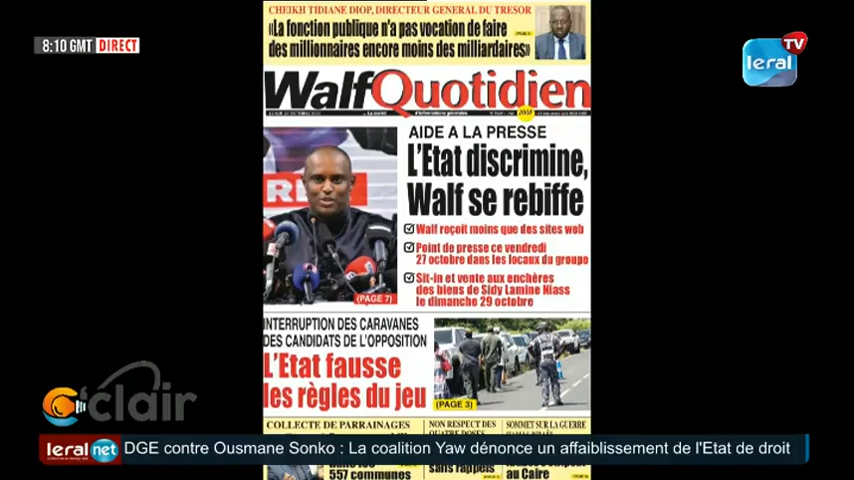 8:10 GMT DIRECT
leral TV
CHEIKH TIDIANE DIOP, DIRECTEUR GENERAL DU TRESOR
«La fonction publique n'a pas vocation de faire
des millionnaires encore moins des milliardaires»
WalfQuotidien
AIDE A LA PRESSE
L'Etat discrimine,
Walf se rebiffe
Walf reçoit moins que des sites web
Point de presse ce vendredi
27 octobre dans les locaux du groupe
Sit-in et vente aux enchères
des biens de Sidy Lamine Niass
le dimanche 29 octobre
(PAGE 7)
INTERRUPTION DES CARAVANES
DES CANDIDATS DE L'OPPOSITION
L'Etat fausse
les règles du jeu
(PAGE 3)
C'clair
COLLECTE DE PARRAINAGES
NON RESPECT DES
QUATRE DOSES
SOMMET SUR LA GUERRE
leral net
DGE contre Ousmane Sonko : La coalition Yaw dénonce un affaiblissement de l'Etat de droit
557 communes
sans rappels
au Caire